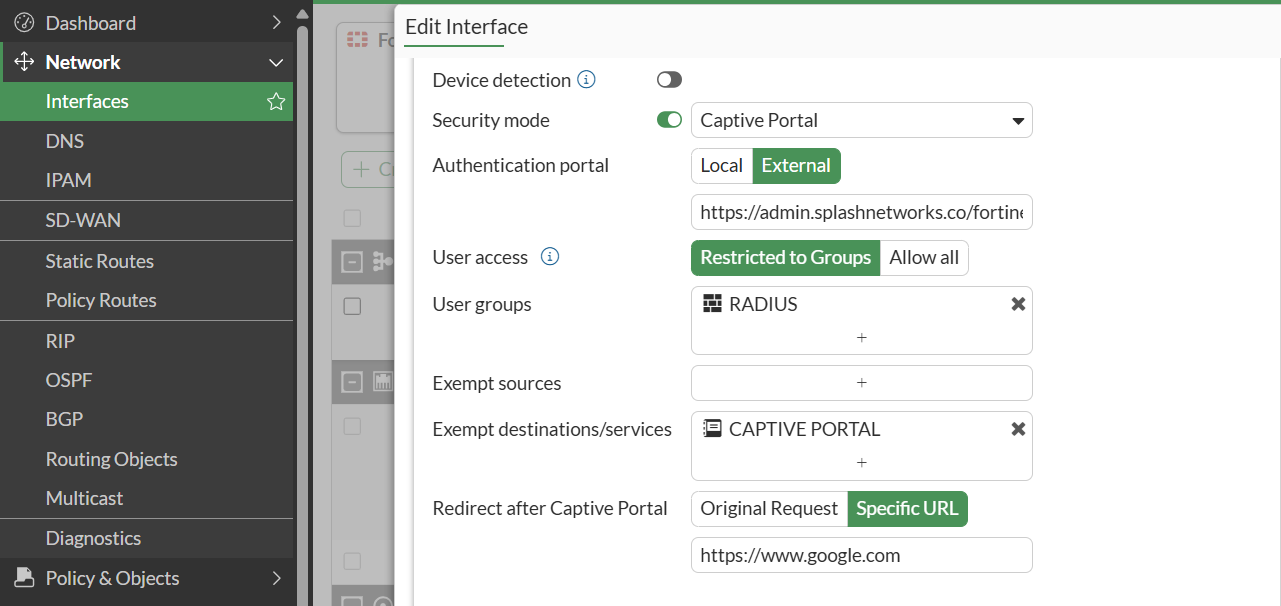 Dashboard
Network
Interfaces
DNS
IPAM
SD-WAN
Static Routes
Policy Routes
RIP
OSPF
BGP
Routing Objects
Multicast
Diagnostics
Policy & Objects
Edit Interface
Device detection
Security mode Captive Portal
Authentication portal Local External
https://admin.splashnetworks.co/fortine
User access Restricted to Groups Allow all
User groups RADIUS
+
Exempt sources +
Exempt destinations/services CAPTIVE PORTAL
+
Redirect after Captive Portal Original Request Specific URL
https://www.google.com